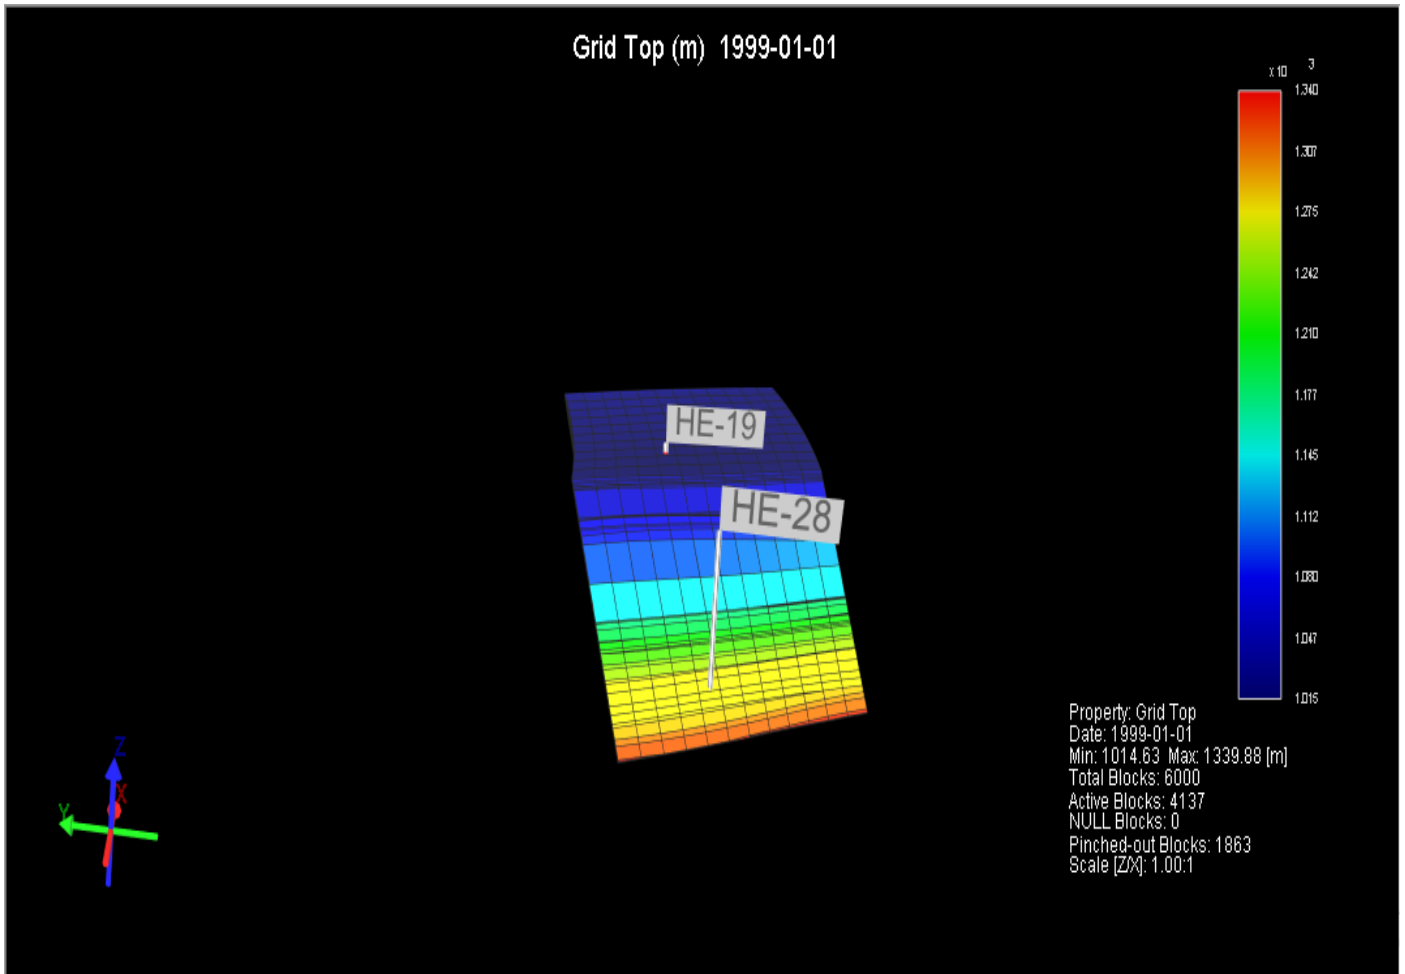 Grid Top (m) 1999-01-01
x 10 3
1.340
1.307
1.275
1.242
1.210
1.177
1.145
1.112
1.080
1.047
1.015
HE-19
HE-28
Property: Grid Top
Date: 1999-01-01
Min: 1014.63 Max: 1339.88 [m]
Total Blocks: 6000
Active Blocks: 4137
NULL Blocks: 0
Pinched-out Blocks: 1863
Scale [Z/X]: 1.00:1
Z
X
Y